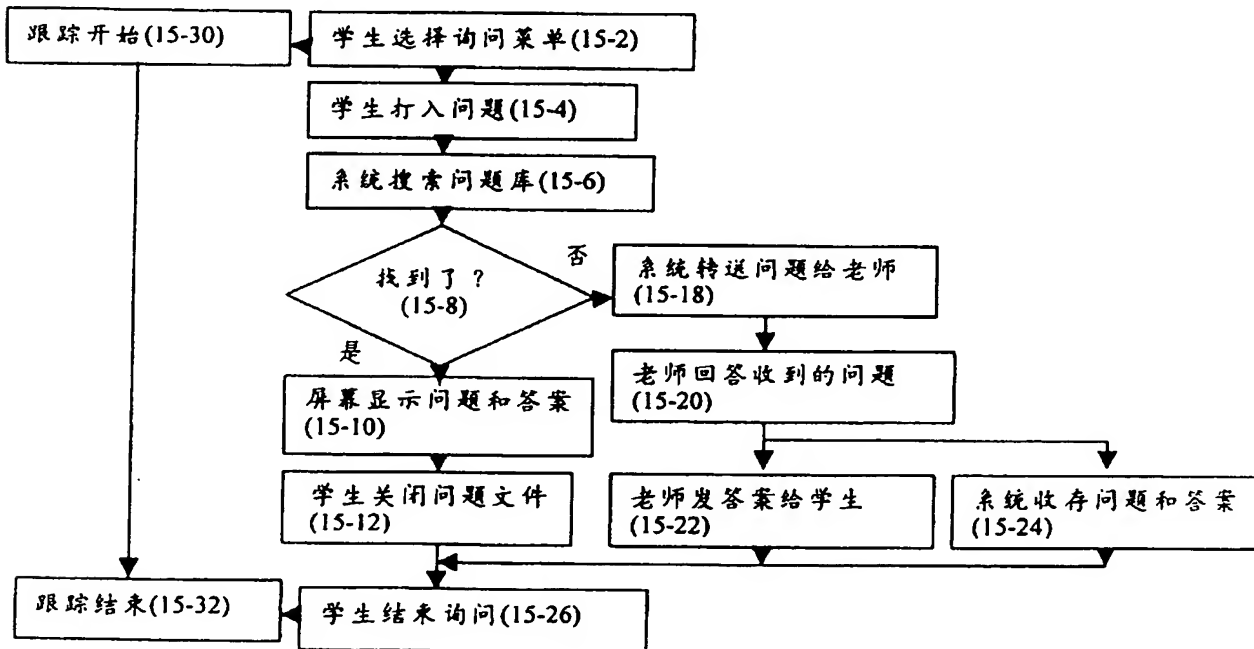 跟踪开始(15-30)
学生选择询问菜单(15-2)
学生打入问题(15-4)
系统搜索问题库(15-6)
找到了?
(15-8)
否
系统转送问题给老师
(15-18)
是
老师回答收到的问题
(15-20)
屏幕显示问题和答案
(15-10)
学生关闭问题文件
(15-12)
老师发答案给学生
(15-22)
系统收存问题和答案
(15-24)
跟踪结束(15-32)
学生结束询问(15-26)